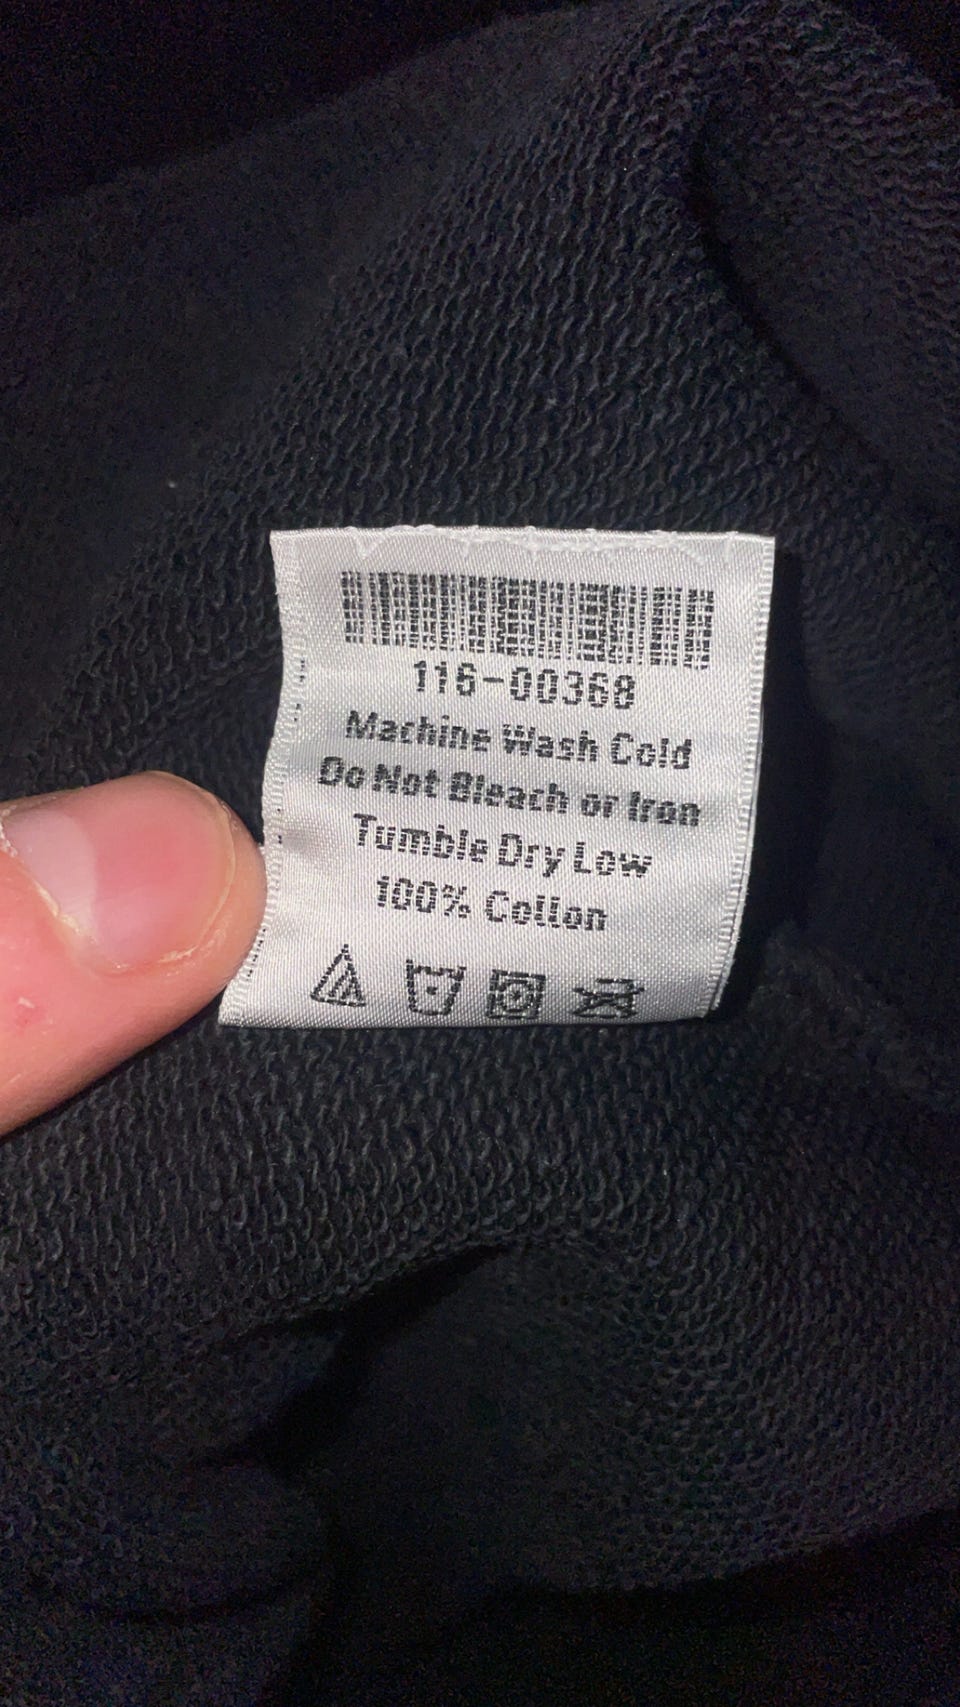 116-00368
Machine Wash Cold
Do Not Bleach or Iron
Tumble Dry Low
100% Cotton